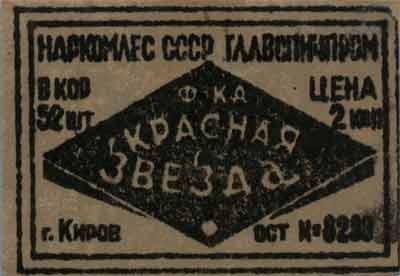 НАРКОМЛЕС СССР ГЛАВСПИЧПРОМ
В КОР
52 ШТ
Ф-КА
ЦЕНА
2 коп
КРАСНАЯ
ЗВЕЗДА
г. Киров
ОСТ №